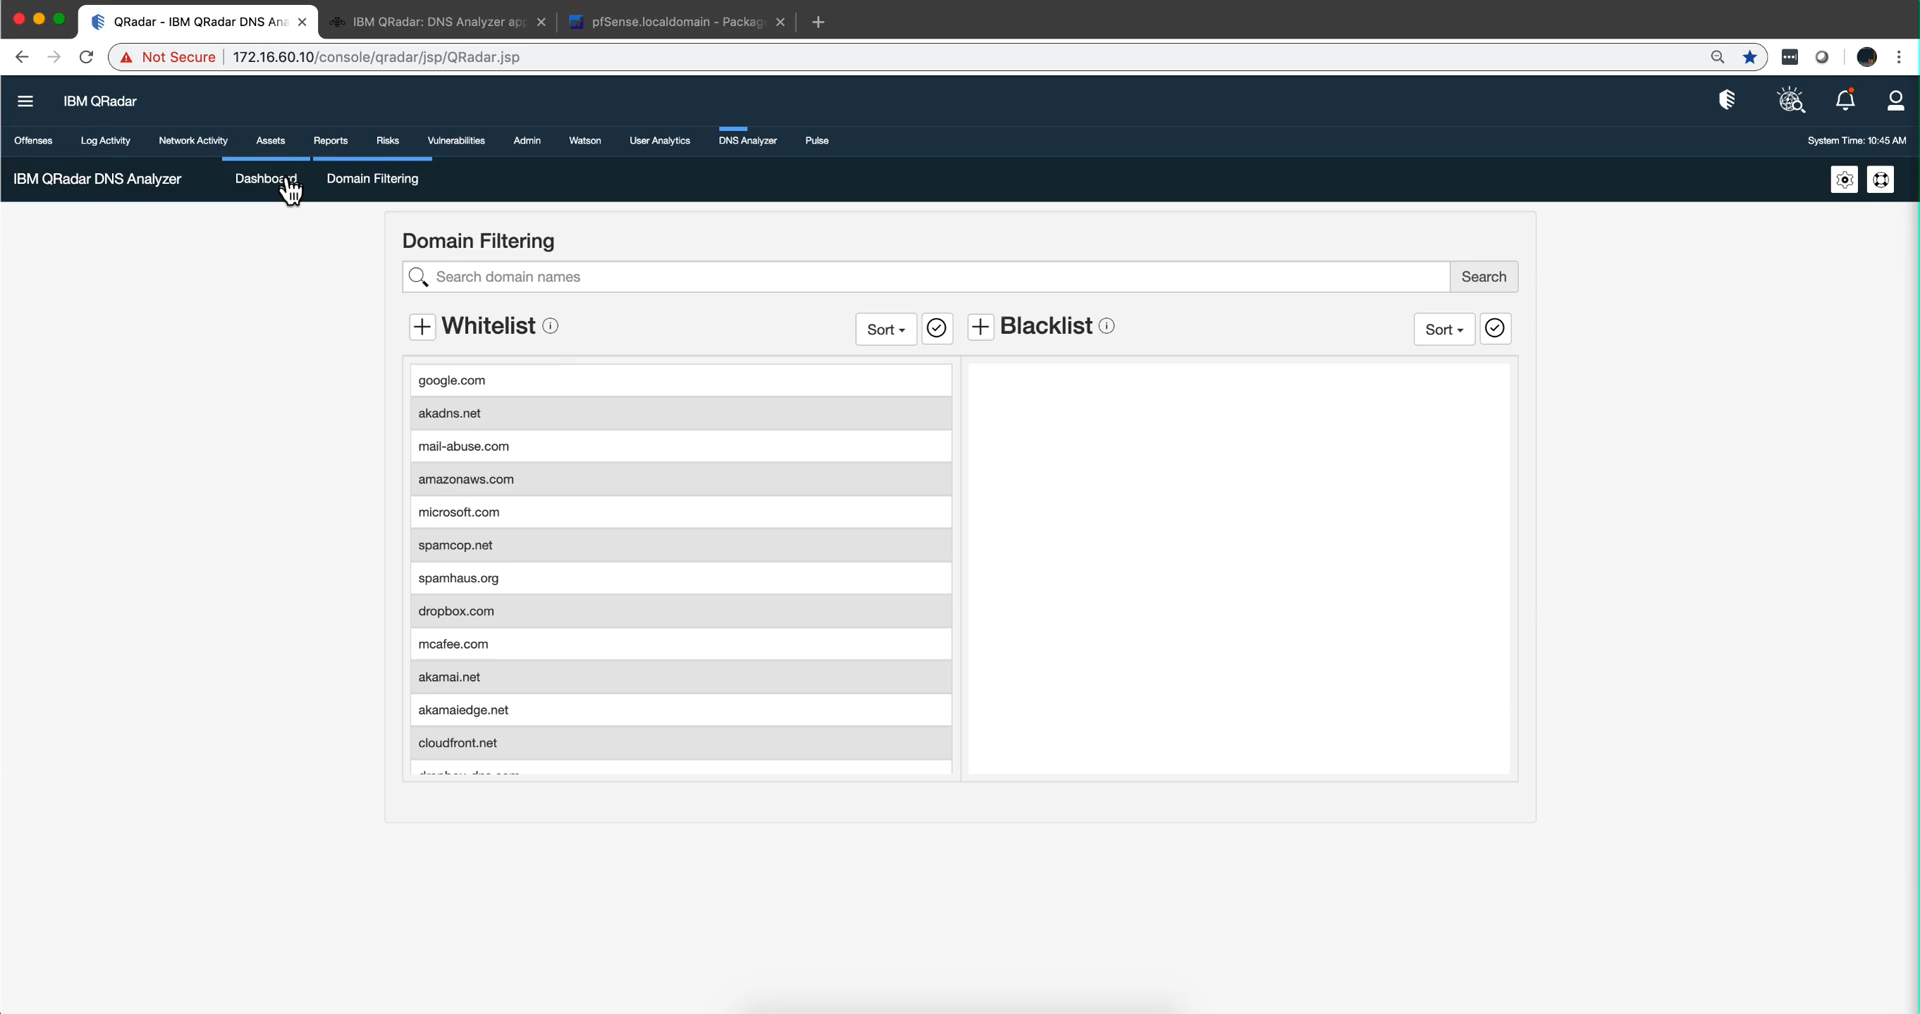 QRadar - IBM QRadar DNS Ana
IBM QRadar: DNS Analyzer app
pfSense.localdomain - Packag
Not Secure
172.16.60.10/console/qradar/jsp/QRadar.jsp
IBM QRadar
Offenses
Log Activity
Network Activity
Assets
Reports
Risks
Vulnerabilities
Admin
Watson
User Analytics
DNS Analyzer
Pulse
System Time: 10:45 AM
IBM QRadar DNS Analyzer
Dashboard
Domain Filtering
Domain Filtering
Search domain names
Search
Whitelist
Sort
Blacklist
Sort
google.com
akadns.net
mail-abuse.com
amazonaws.com
microsoft.com
spamcop.net
spamhaus.org
dropbox.com
mcafee.com
akamai.net
akamaiedge.net
cloudfront.net